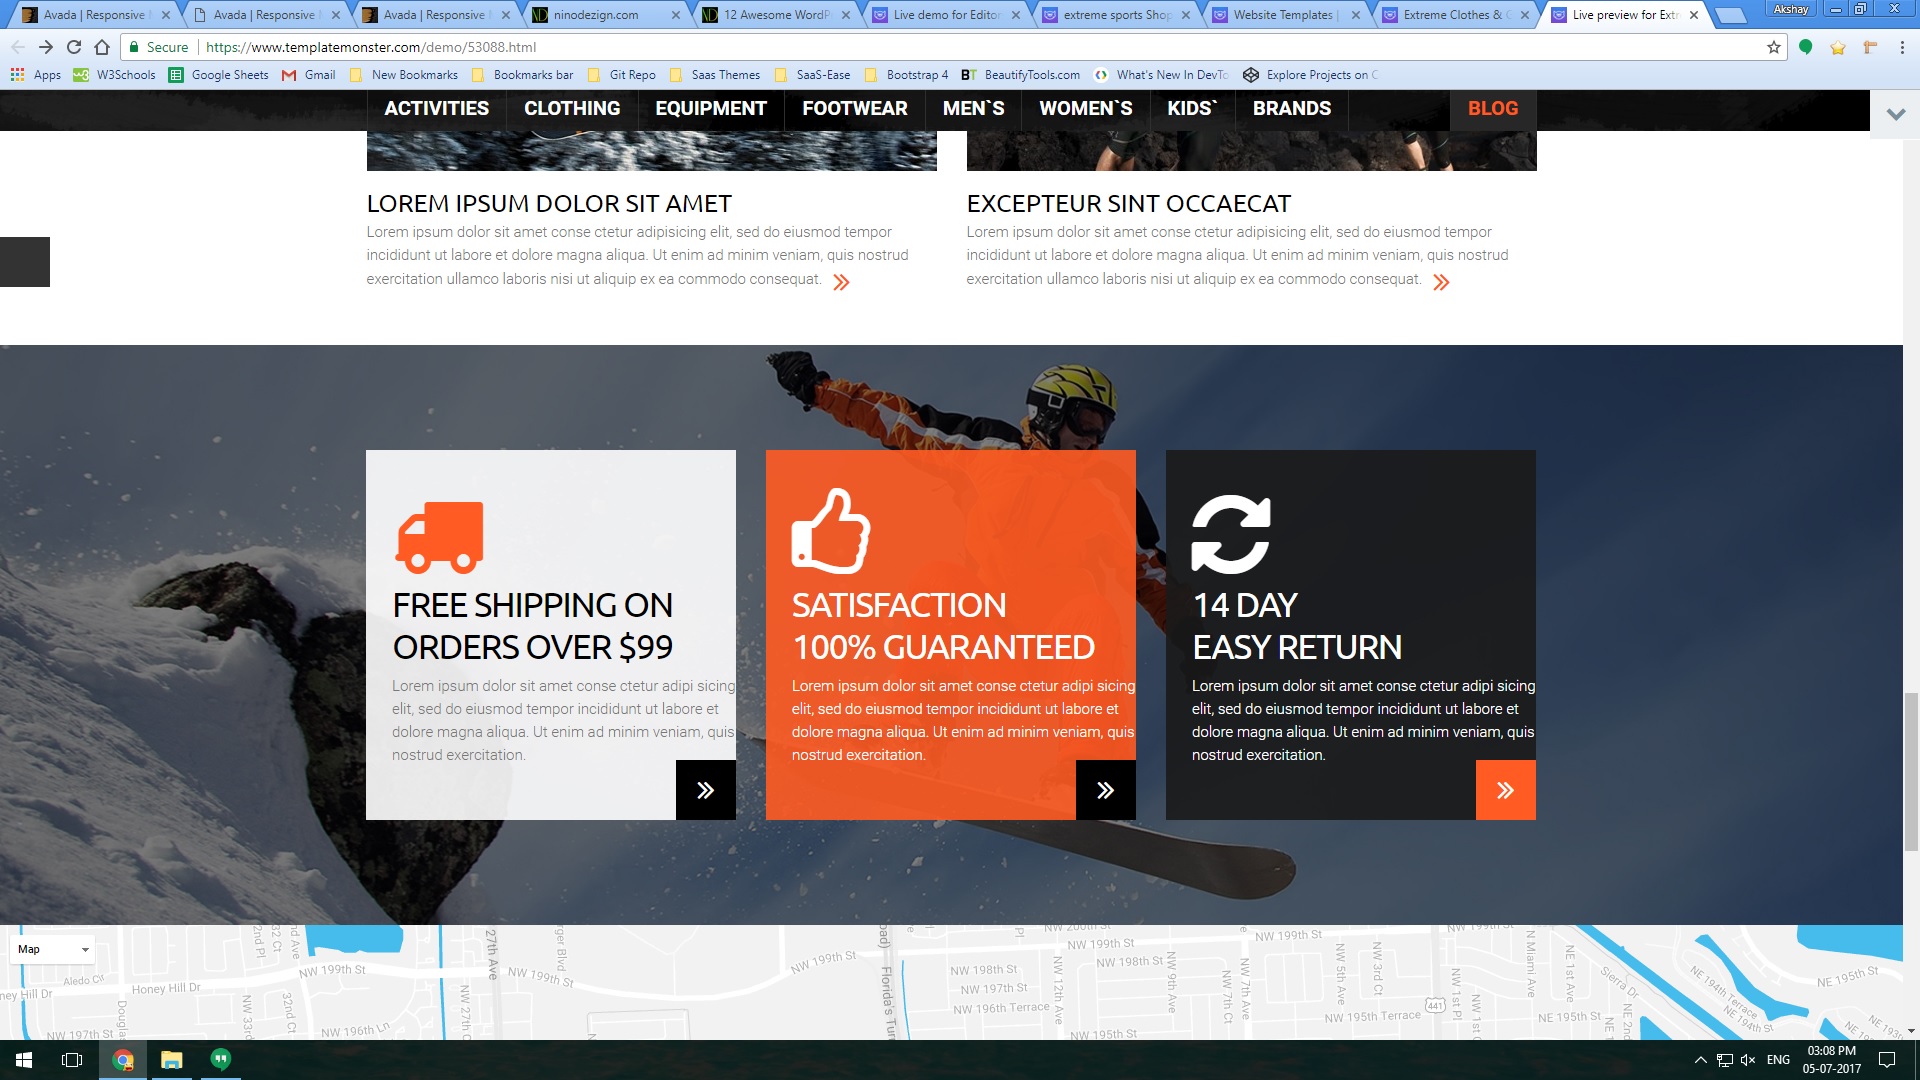 Avada | Responsive
Avada | Responsive
Avada | Responsive
ninodezign.com
12 Awesome WordP
Live demo for Editor
extreme sports Shop
Website Templates |
Extreme Clothes & G
Live preview for Extr
Akshay
Secure
https://www.templatemonster.com/demo/53088.html
Apps
W3Schools
Google Sheets
Gmail
New Bookmarks
Bookmarks bar
Git Repo
Saas Themes
SaaS-Ease
Bootstrap 4
BT BeautifyTools.com
What's New In DevTo
Explore Projects on C
ACTIVITIES
CLOTHING
EQUIPMENT
FOOTWEAR
MEN`S
WOMEN`S
KIDS`
BRANDS
BLOG
LOREM IPSUM DOLOR SIT AMET
Lorem ipsum dolor sit amet conse ctetur adipisicing elit, sed do eiusmod tempor
incididunt ut labore et dolore magna aliqua. Ut enim ad minim veniam, quis nostrud
exercitation ullamco laboris nisi ut aliquip ex ea commodo consequat.
EXCEPTEUR SINT OCCAECAT
Lorem ipsum dolor sit amet conse ctetur adipisicing elit, sed do eiusmod tempor
incididunt ut labore et dolore magna aliqua. Ut enim ad minim veniam, quis nostrud
exercitation ullamco laboris nisi ut aliquip ex ea commodo consequat.
FREE SHIPPING ON
ORDERS OVER $99
Lorem ipsum dolor sit amet conse ctetur adipi sicing
elit, sed do eiusmod tempor incididunt ut labore et
dolore magna aliqua. Ut enim ad minim veniam, quis
nostrud exercitation.
SATISFACTION
100% GUARANTEED
Lorem ipsum dolor sit amet conse ctetur adipi sicing
elit, sed do eiusmod tempor incididunt ut labore et
dolore magna aliqua. Ut enim ad minim veniam, quis
nostrud exercitation.
14 DAY
EASY RETURN
Lorem ipsum dolor sit amet conse ctetur adipi sicing
elit, sed do eiusmod tempor incididunt ut labore et
dolore magna aliqua. Ut enim ad minim veniam, quis
nostrud exercitation.
Map
Aledo Cir
ney Hill Dr
Honey Hill Dr
NW 199th St
27th Ave
NW 199th St
NW 199th St
NW 199th St
NW 199th St
NW 198th St
NW 198th St
NW 197th St
NW 196th Terrace
NW 12th Ave
NW 9th Ave
NW 7th Ct
NW 7th Ave
NW 5th Ave
NW 3rd Ct
NW 1st Pl
441
N Miami Ave
NE 1st Ave
Sierra Dr
NE 194th Terrace
NE 194th St
NE 195th St
NW 197th St
NW 196th Ln
NW 195th St
NW 195th Terrace
NE 195th St
03:08 PM
ENG
05-07-2017